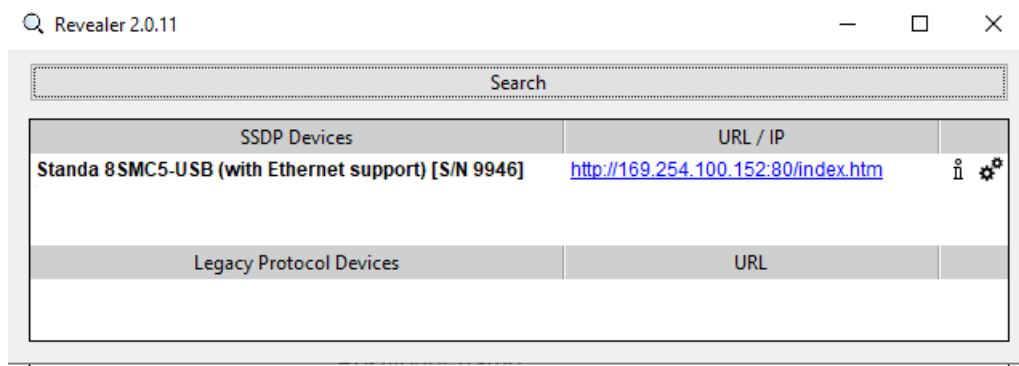 Revealer 2.0.11
Search
SSDP Devices URL / IP
Standa 8SMC5-USB (with Ethernet support) [S/N 9946] http://169.254.100.152:80/index.htm
Legacy Protocol Devices URL